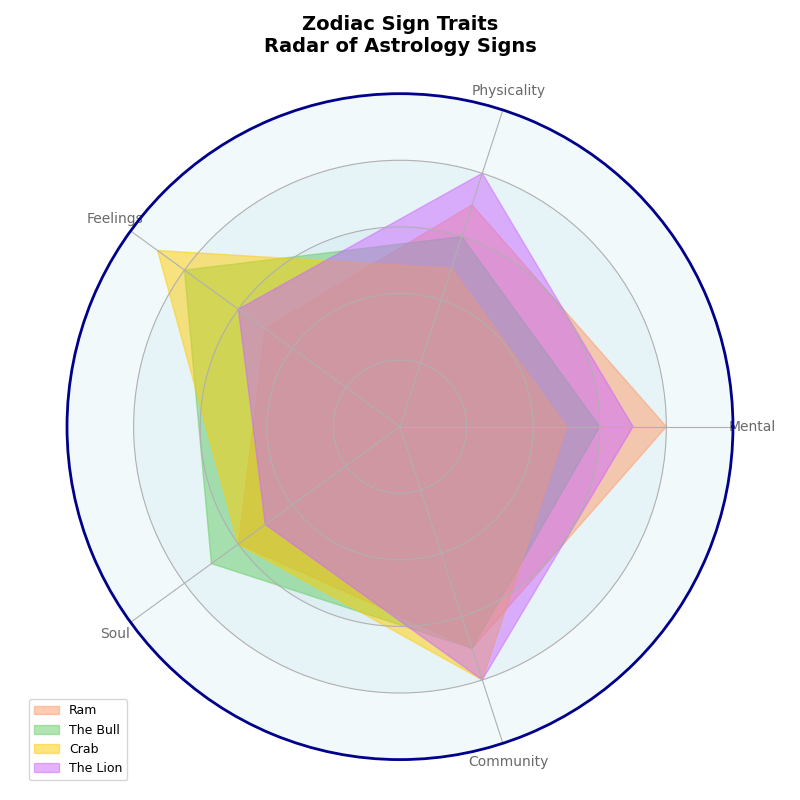 Zodiac Sign Traits
Radar of Astrology Signs
Physicality
Feelings
Mental
Soul
Community
Ram
The Bull
Crab
The Lion